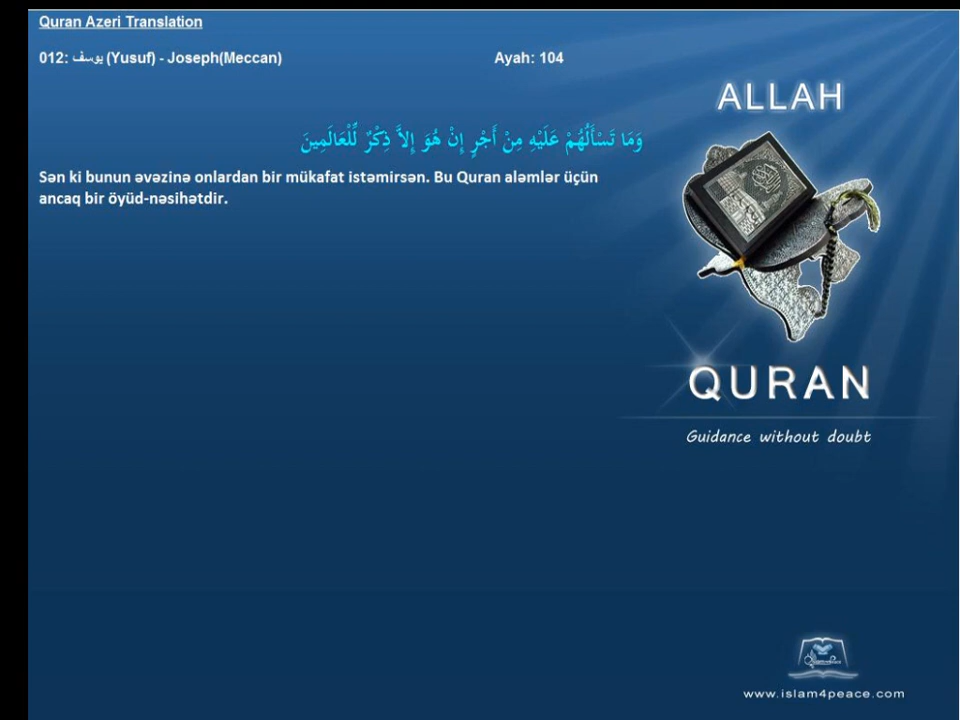 Quran Azeri Translation
012: يوسف (Yusuf) - Joseph(Meccan) Ayah: 104
ALLAH
وَمَا تَسْأَلُهُمْ عَلَيْهِ مِنْ أَجْرٍ إِنْ هُوَ إِلاَّ ذِكْرٌ لِّلْعَالَمِينَ
Sən ki bunun əvəzinə onlardan bir mükafat istəmirsən. Bu Quran aləmlər üçün
ancaq bir öyüd-nəsihətdir.
QURAN
Guidance without doubt
www.islam4peace.com